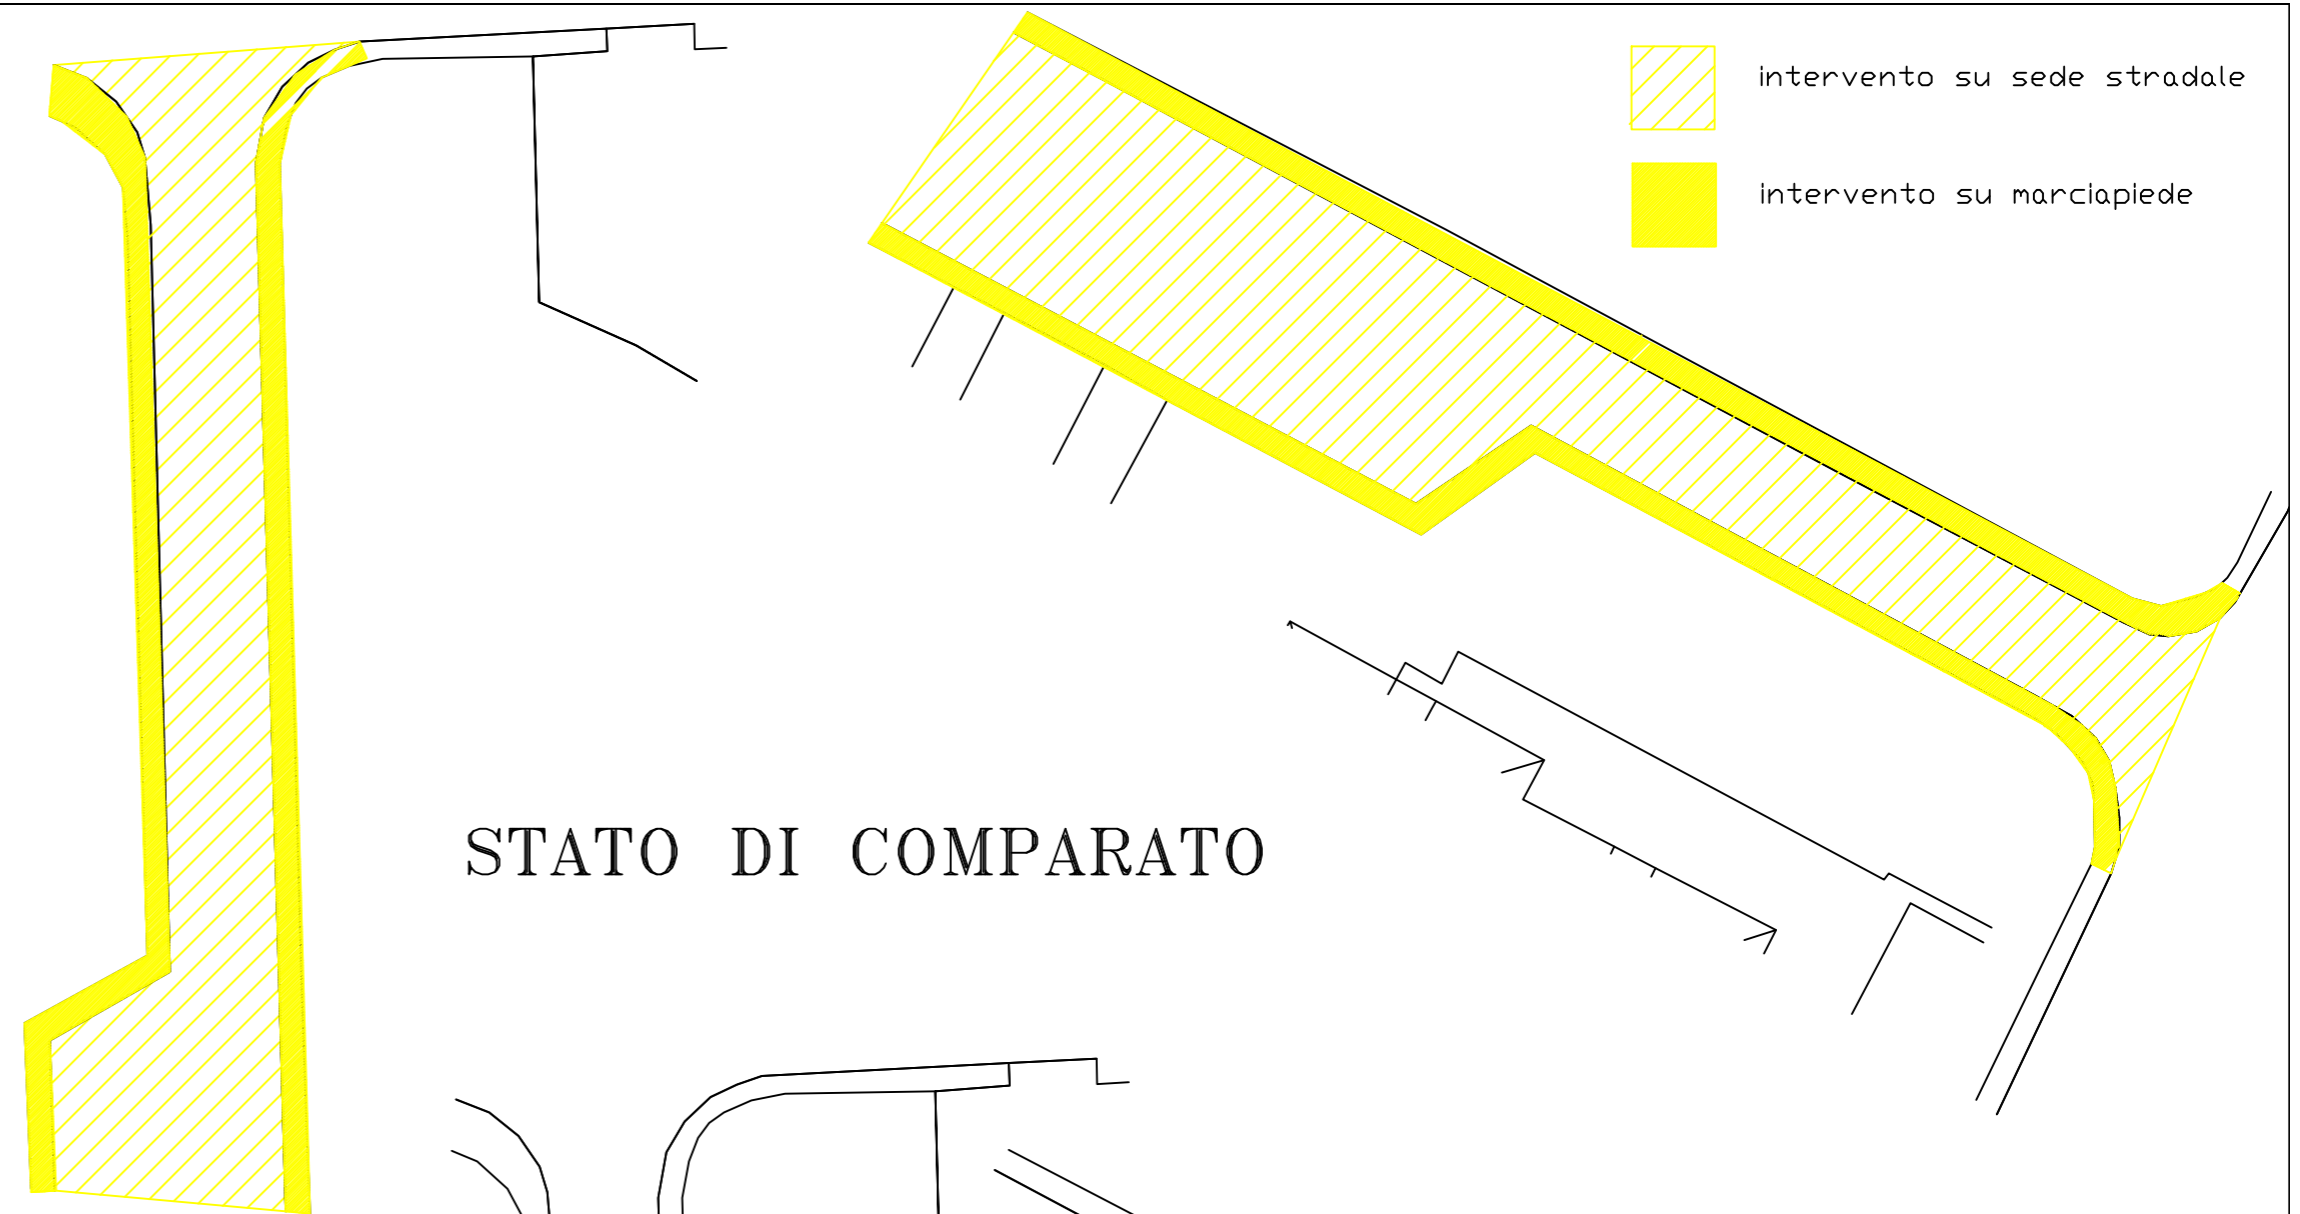 intervento su sede stradale
intervento su marciapiede
STATO DI COMPARATO